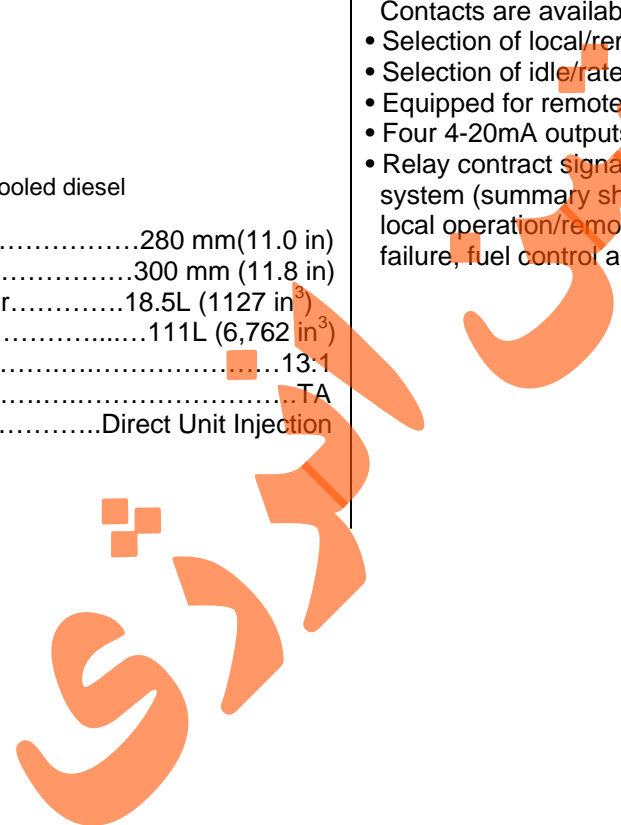 ooled diesel
……………280 mm(11.0 in)
……………300 mm (11.8 in)
r………….18.5L (1127 in³)
…………....…111L (6,762 in³)
…..…………………….……13:1
…..……………………….…..TA
…………..Direct Unit Injection
Contacts are availab
• Selection of local/rem
• Selection of idle/rate
• Equipped for remote
• Four 4-20mA outputs
• Relay contract signa
system (summary sh
local operation/remo
failure, fuel control a